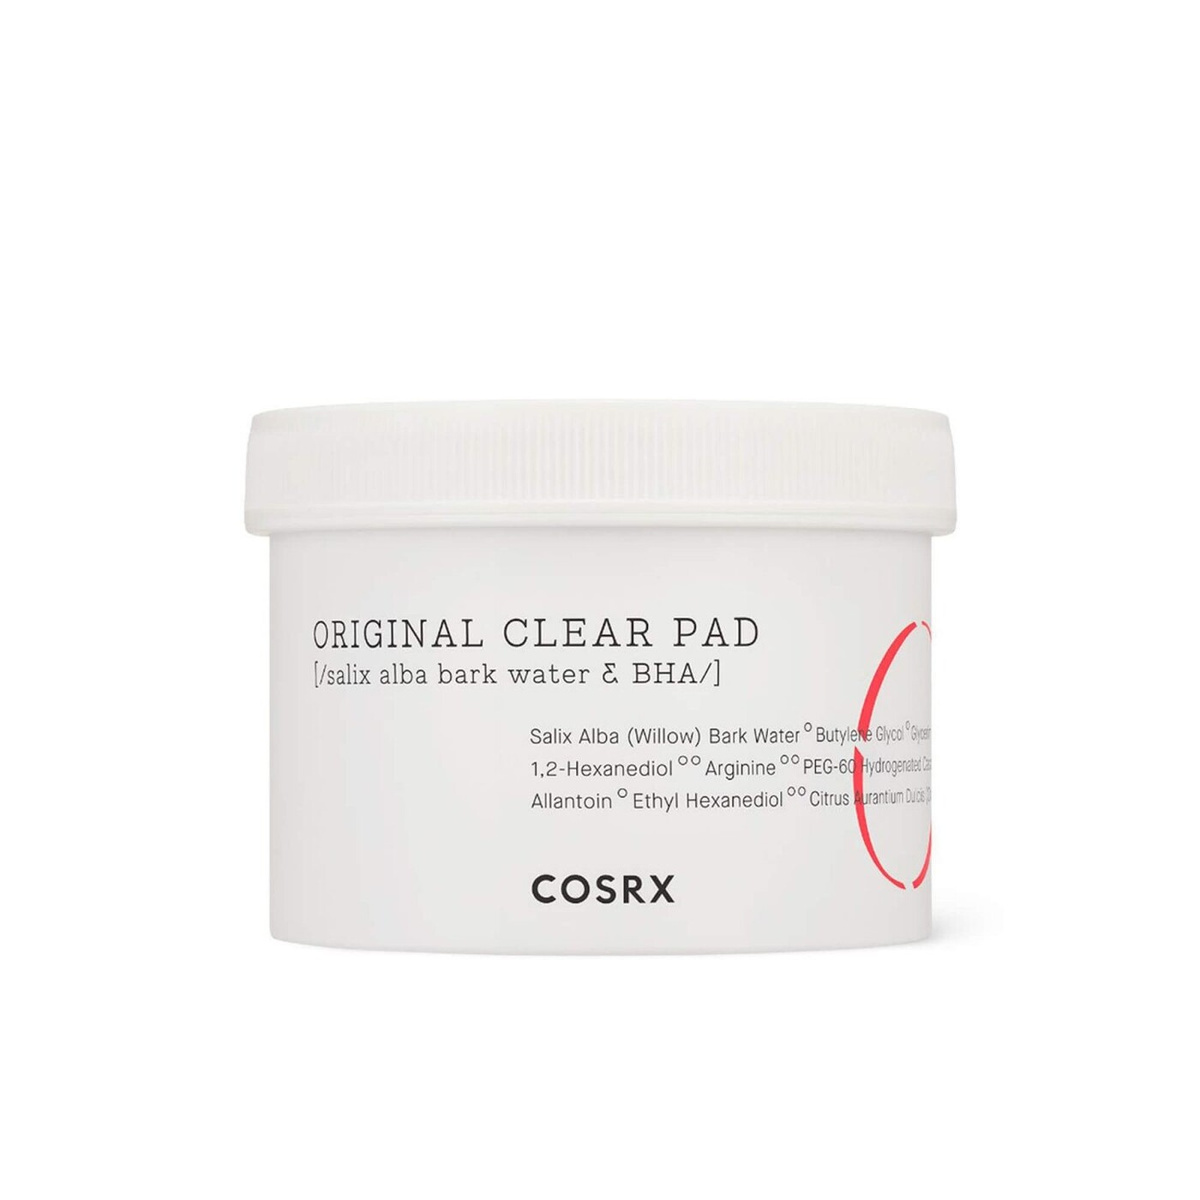 ORIGINAL CLEAR PAD
[/salix alba bark water & BHA/]
Salix Alba (Willow) Bark Water ° Butylene Glycol °
1,2-Hexanediol °° Arginine °° PEG-60 Hydrogenated
Allantoin ° Ethyl Hexanediol °° Citrus Aurantium Dulcis
COSRX